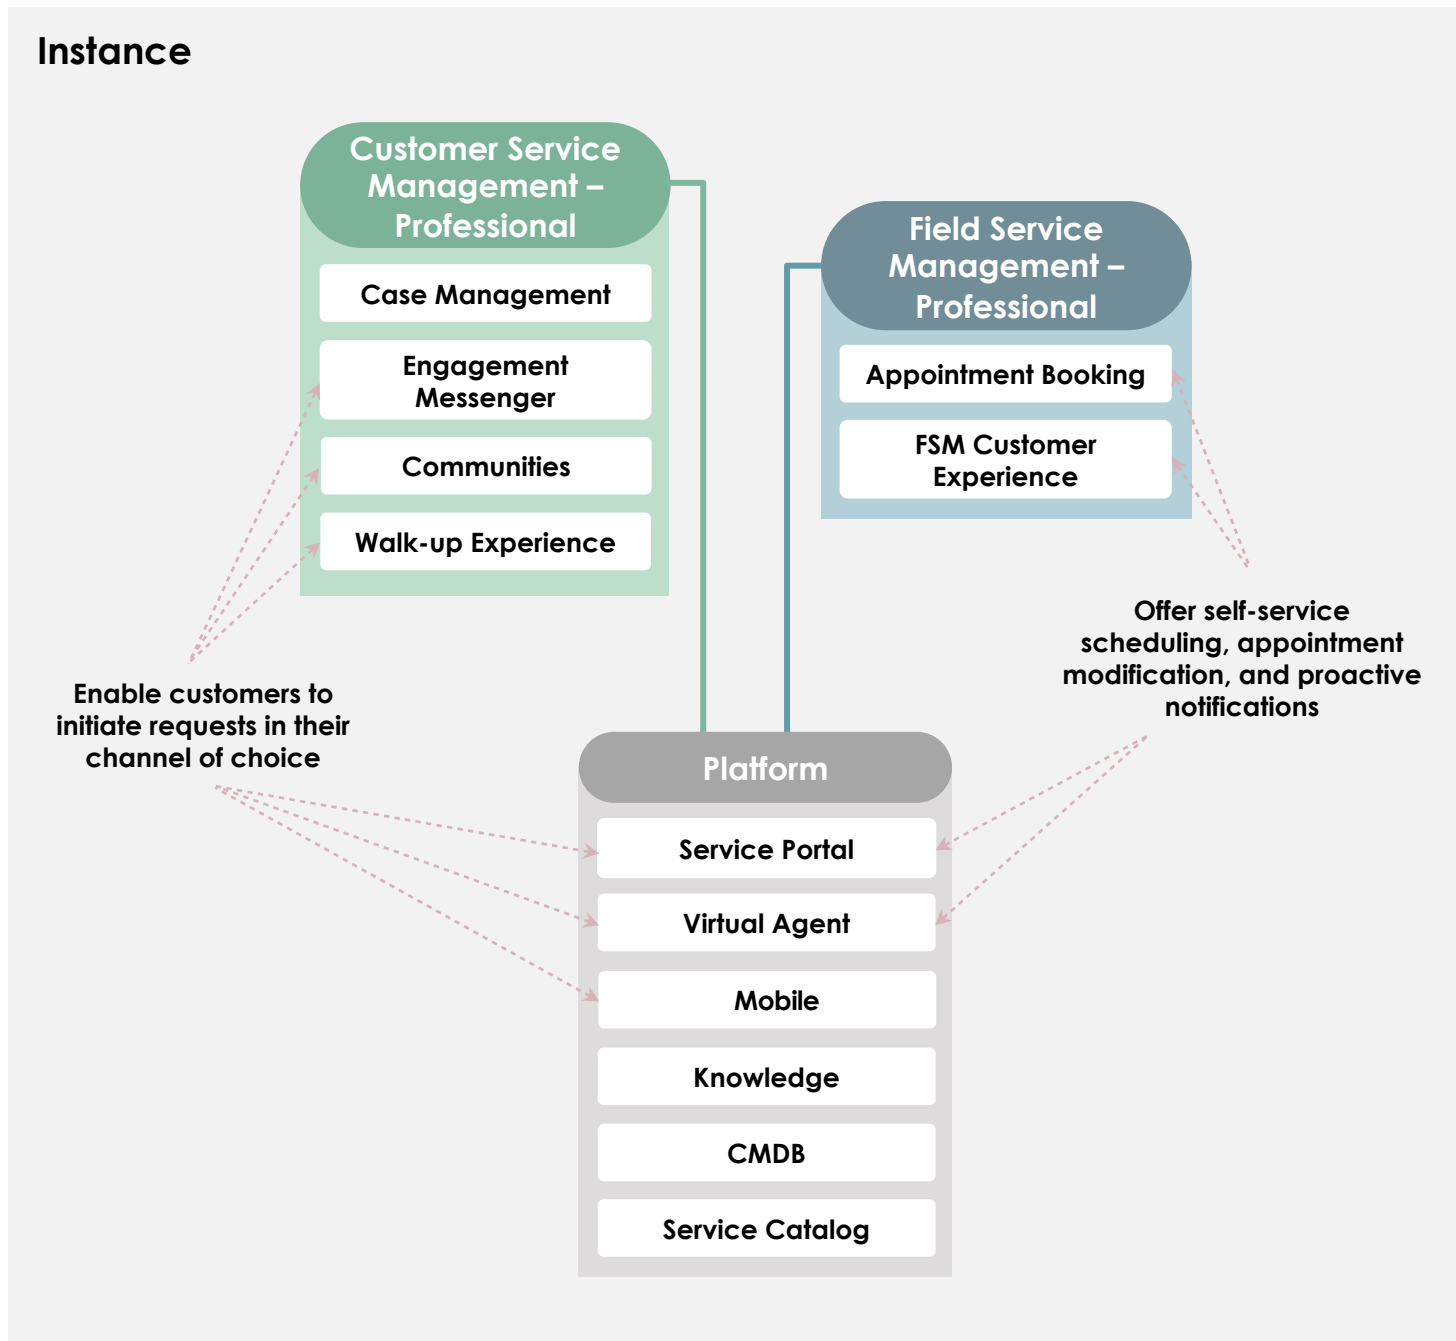 Instance
Customer Service
Management –
Professional
Case Management
Engagement
Messenger
Communities
Walk-up Experience
Field Service
Management –
Professional
Appointment Booking
FSM Customer
Experience
Enable customers to
initiate requests in their
channel of choice
Offer self-service
scheduling, appointment
modification, and proactive
notifications
Platform
Service Portal
Virtual Agent
Mobile
Knowledge
CMDB
Service Catalog